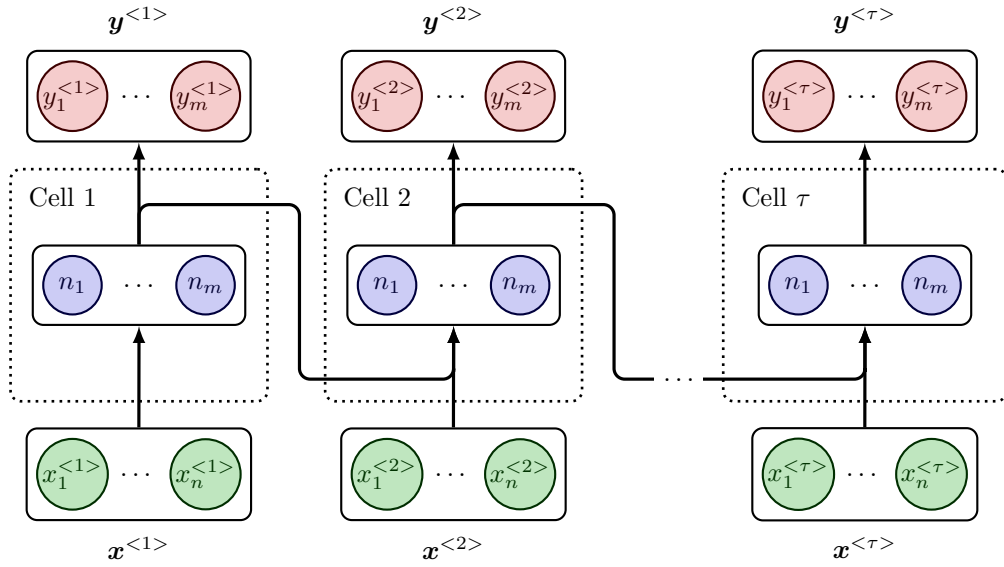 y<1> y<2> y<τ>
y₁<1> ··· yₘ<1> y₁<2> ··· yₘ<2> y₁<τ> ··· yₘ<τ>
Cell 1 Cell 2 Cell τ
n₁ ··· nₘ n₁ ··· nₘ n₁ ··· nₘ
···
x₁<1> ··· xₙ<1> x₁<2> ··· xₙ<2> x₁<τ> ··· xₙ<τ>
x<1> x<2> x<τ>